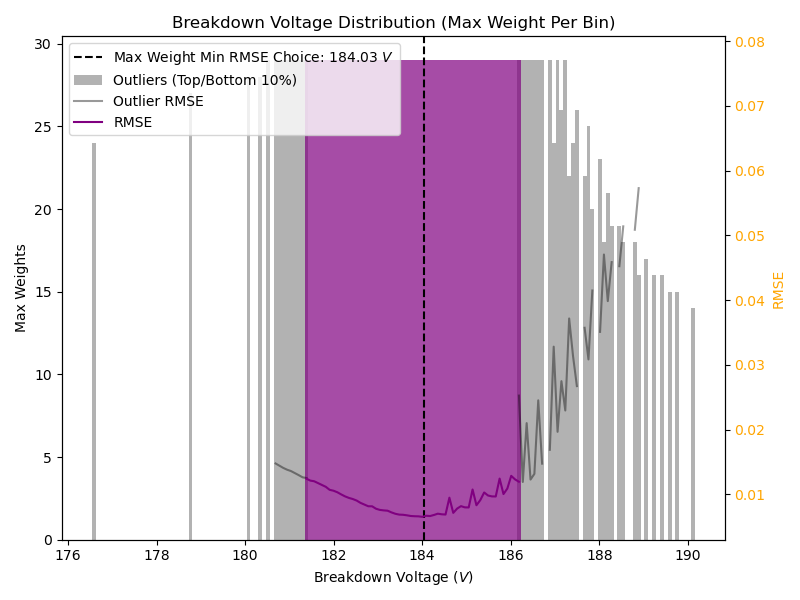 Breakdown Voltage Distribution (Max Weight Per Bin)
Max Weight Min RMSE Choice: 184.03 V
Outliers (Top/Bottom 10%)
Outlier RMSE
RMSE
Max Weights
30
25
20
15
10
5
0
0.08
0.07
0.06
0.05
0.04
0.03
0.02
0.01
RMSE
176
178
180
182
184
186
188
190
Breakdown Voltage (V)